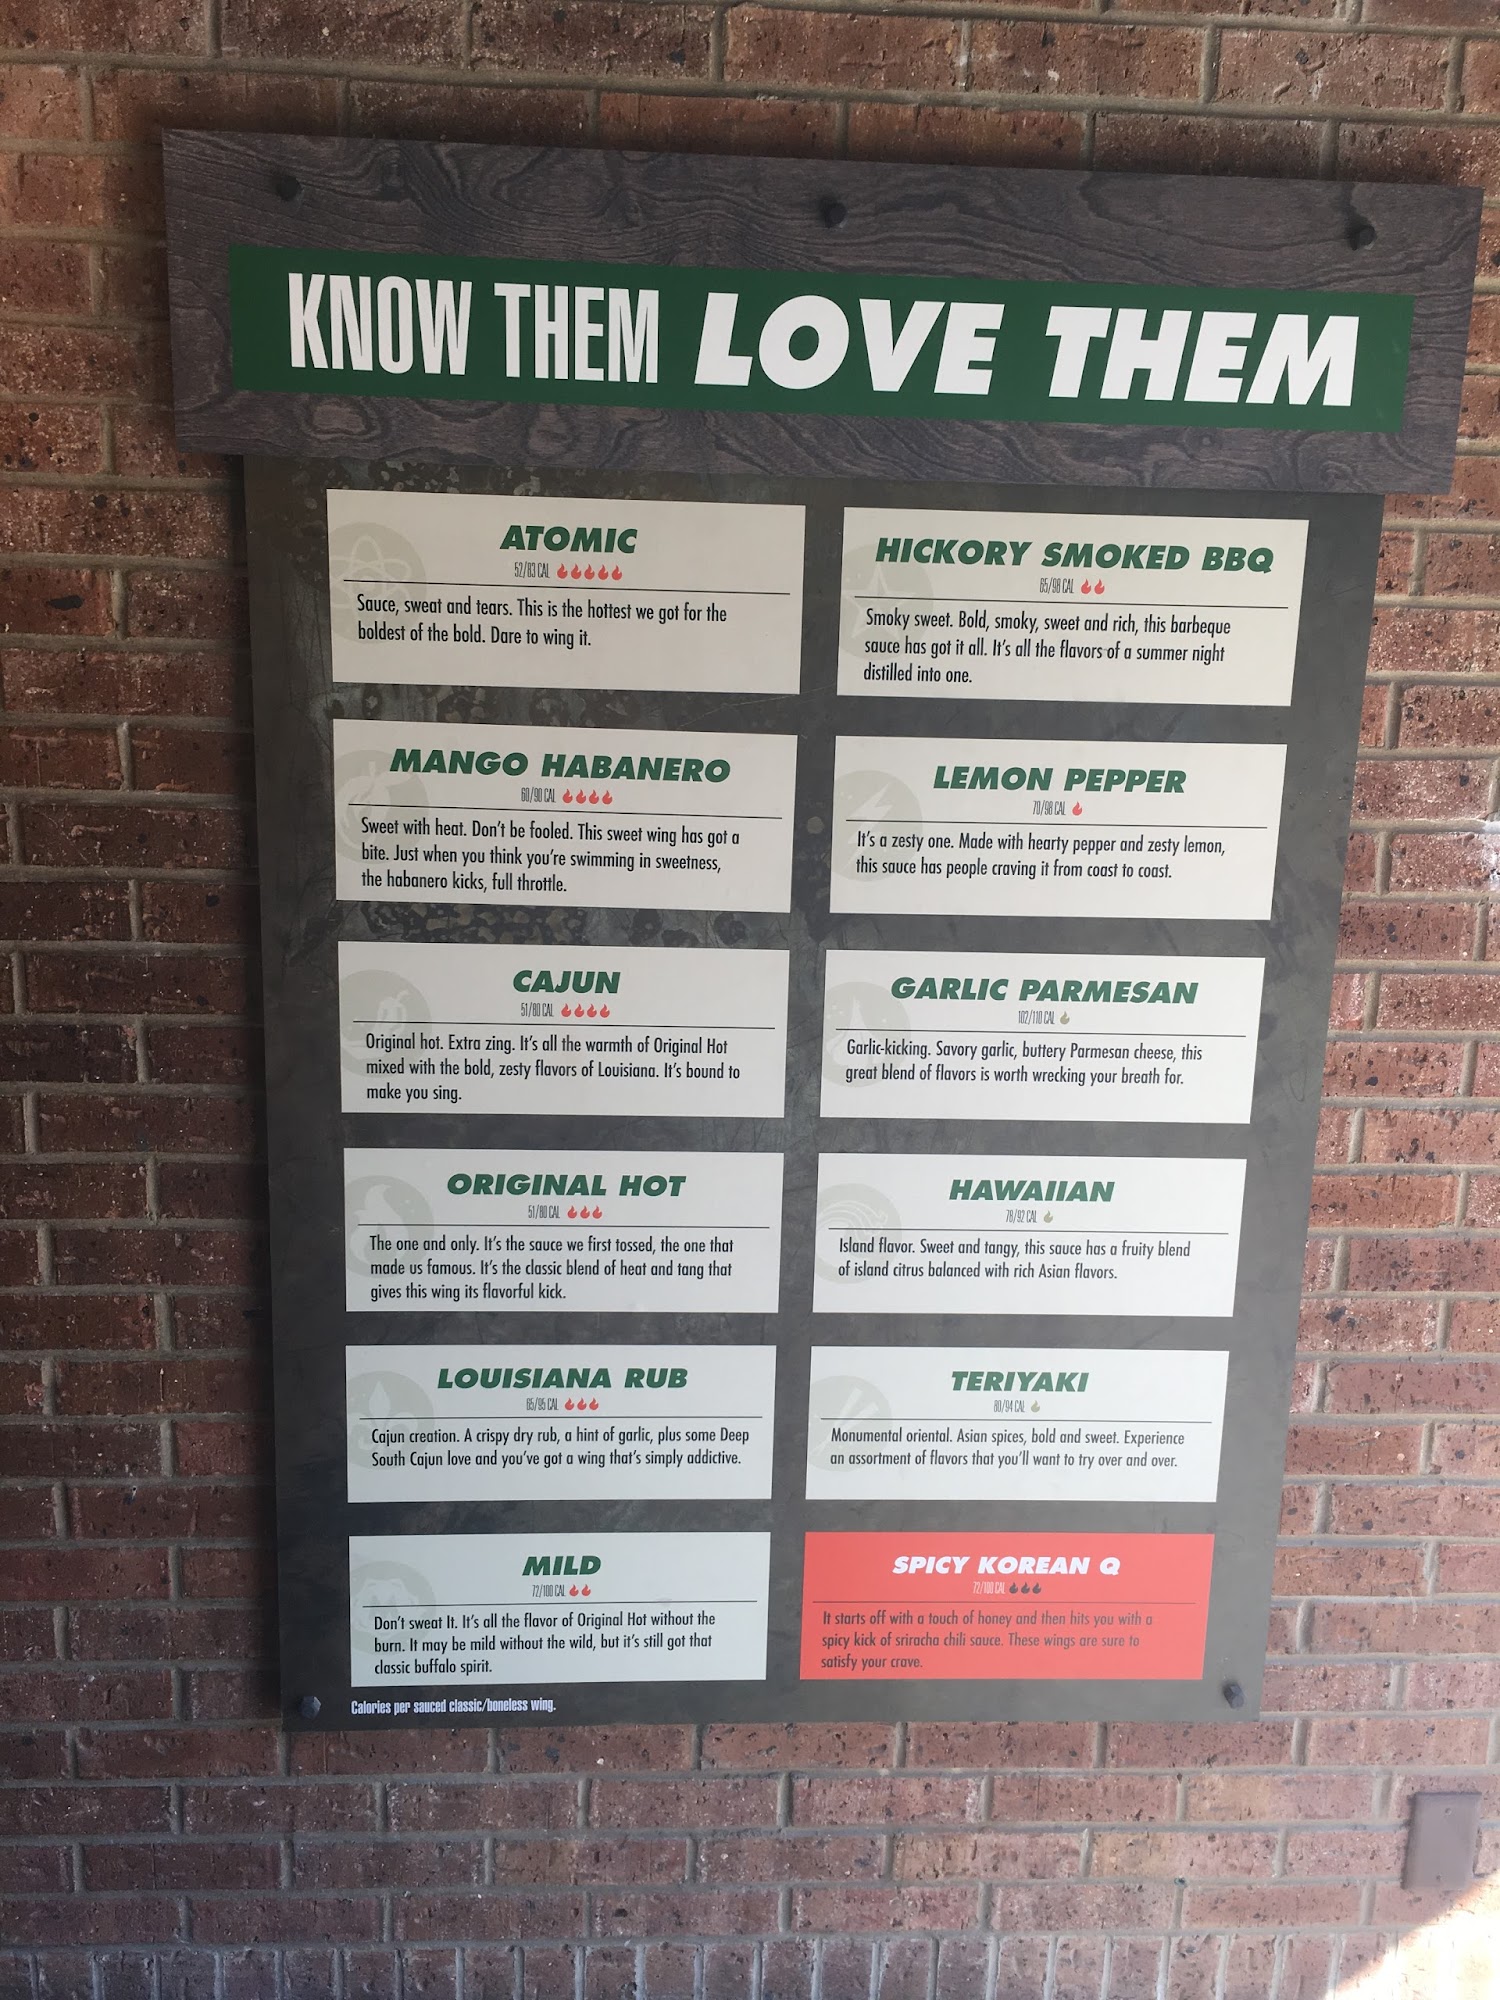 KNOW THEM LOVE THEM
ATOMIC
52/83 CAL
Sauce, sweat and tears. This is the hottest we got for the
boldest of the bold. Dare to wing it.
MANGO HABANERO
60/90 CAL
Sweet with heat. Don't be fooled. This sweet wing has got a
bite. Just when you think you're swimming in sweetness,
the habanero kicks, full throttle.
CAJUN
51/80 CAL
Original hot. Extra zing. It's all the warmth of Original Hot
mixed with the bold, zesty flavors of Louisiana. It's bound to
make you sing.
ORIGINAL HOT
51/80 CAL
The one and only. It's the sauce we first tossed, the one that
made us famous. It's the classic blend of heat and tang that
gives this wing its flavorful kick.
LOUISIANA RUB
65/95 CAL
Cajun creation. A crispy dry rub, a hint of garlic, plus some Deep
South Cajun love and you've got a wing that's simply addictive.
MILD
72/100 CAL
Don't sweat It. It's all the flavor of Original Hot without the
burn. It may be mild without the wild, but it's still got that
classic buffalo spirit.
Calories per sauced classic/boneless wing.
HICKORY SMOKED BBQ
65/98 CAL
Smoky sweet. Bold, smoky, sweet and rich, this barbeque
sauce has got it all. It's all the flavors of a summer night
distilled into one.
LEMON PEPPER
70/98 CAL
It's a zesty one. Made with hearty pepper and zesty lemon,
this sauce has people craving it from coast to coast.
GARLIC PARMESAN
102/110 CAL
Garlic-kicking. Savory garlic, buttery Parmesan cheese, this
great blend of flavors is worth wrecking your breath for.
HAWAIIAN
78/92 CAL
Island flavor. Sweet and tangy, this sauce has a fruity blend
of island citrus balanced with rich Asian flavors.
TERIYAKI
80/94 CAL
Monumental oriental. Asian spices, bold and sweet. Experience
an assortment of flavors that you'll want to try over and over.
SPICY KOREAN Q
72/100 CAL
It starts off with a touch of honey and then hits you with a
spicy kick of sriracha chili sauce. These wings are sure to
satisfy your crave.